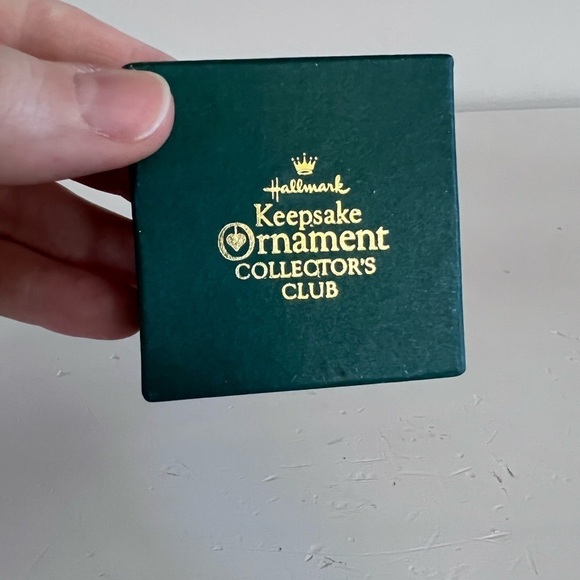 Hallmark
Keepsake
Ornament
COLLECTOR'S
CLUB